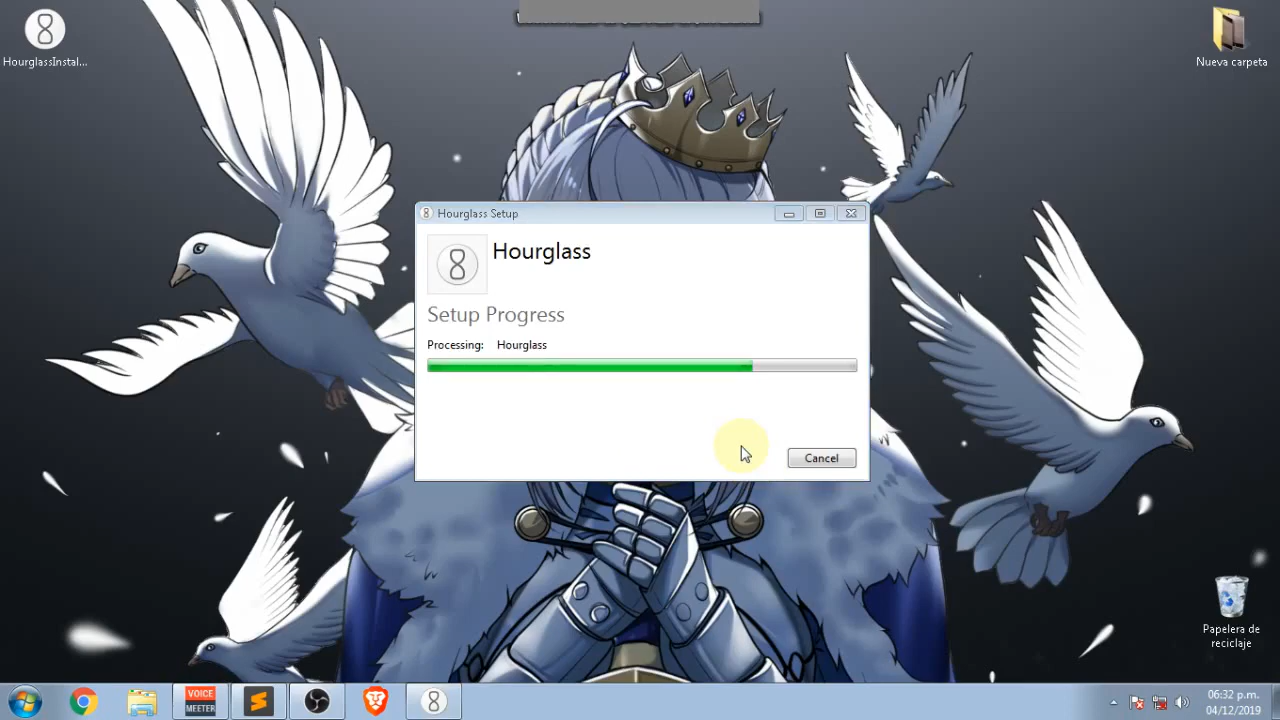 HourglassInstal...
Nueva carpeta
Hourglass Setup
Hourglass
Setup Progress
Processing: Hourglass
Cancel
Papelera de
reciclaje
VOICE
MEETER
06:32 p.m.
04/12/2019